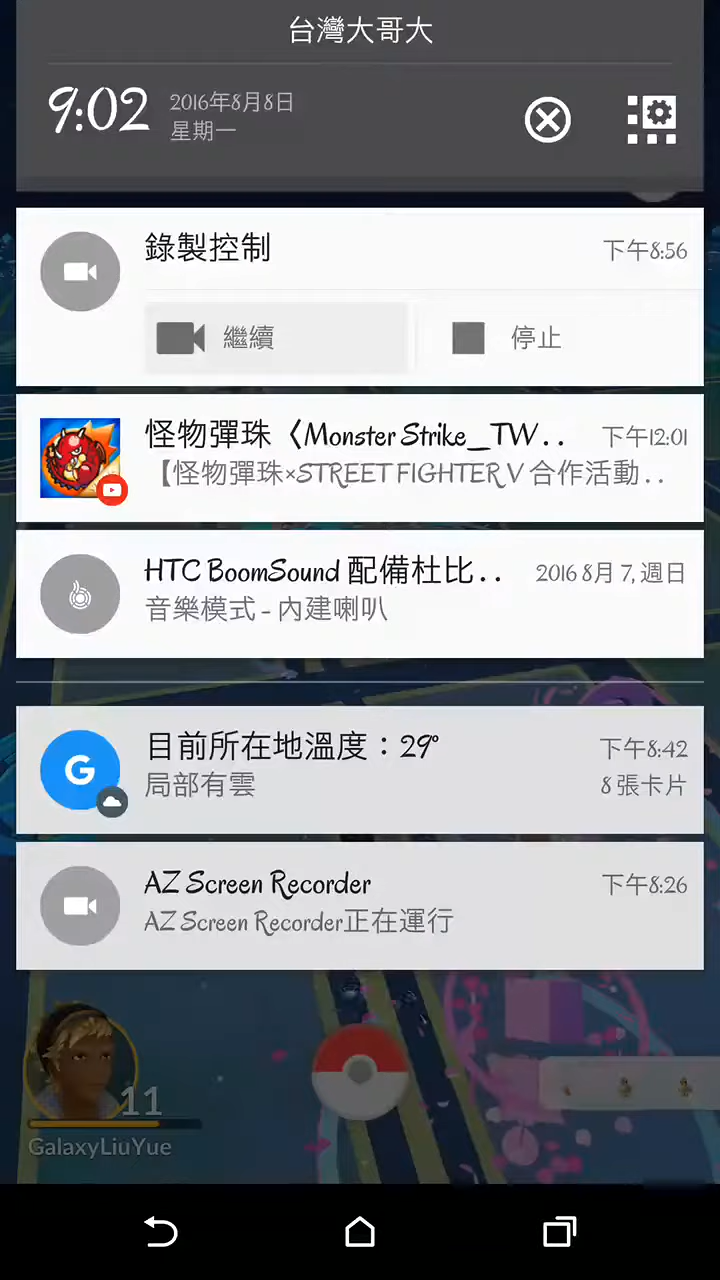 台灣大哥大
9:02
2016年8月8日
星期一
錄製控制
下午8:56
繼續
停止
怪物彈珠〈Monster Strike_TW..
下午12:01
【怪物彈珠×STREET FIGHTER V 合作活動..
HTC BoomSound 配備杜比..
2016 8月 7, 週日
音樂模式 - 內建喇叭
G
目前所在地溫度：29°
下午8:42
局部有雲
8 張卡片
AZ Screen Recorder
下午8:26
AZ Screen Recorder正在運行
11
GalaxyLiuYue